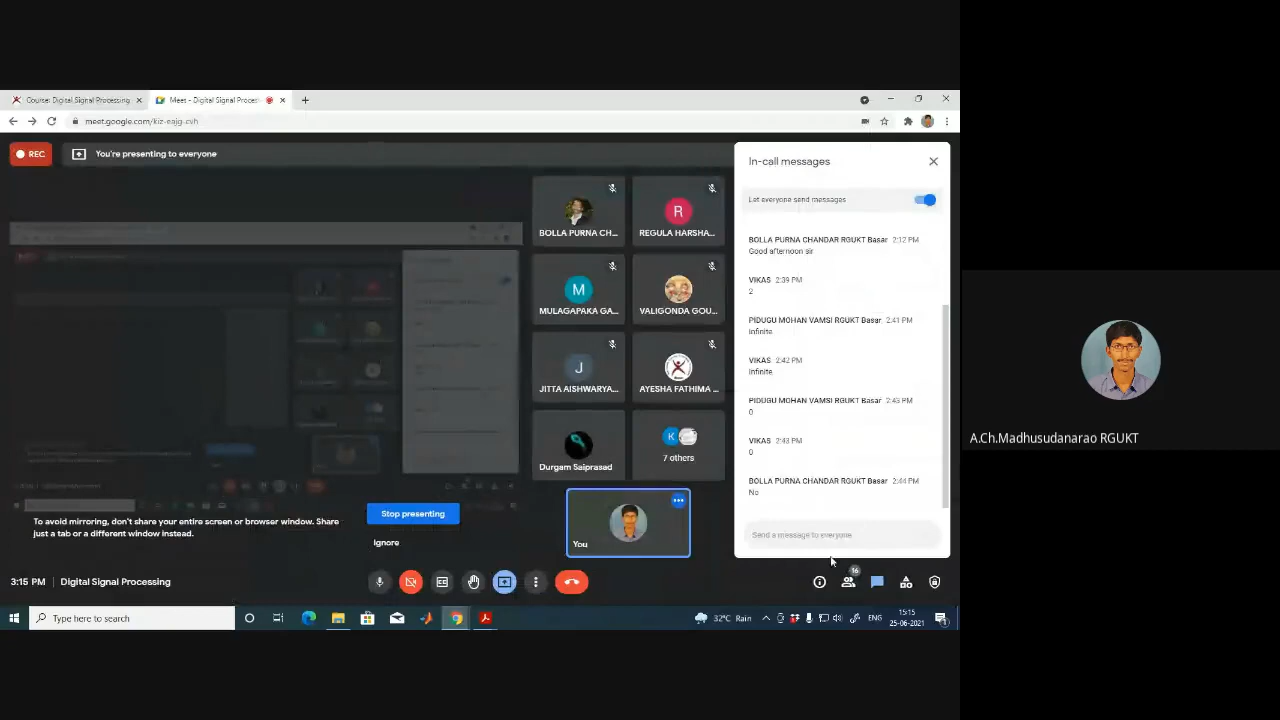 Course: Digital Signal Processing
Meet - Digital Signal Proces
meet.google.com/kiz-eajg-cvh
REC
You're presenting to everyone
In-call messages
Let everyone send messages
BOLLA PURNA CHANDAR RGUKT Basar 2:12 PM
Good afternoon sir
VIKAS 2:39 PM
2
PIDUGU MOHAN VAMSI RGUKT Basar 2:41 PM
Infinite
VIKAS 2:42 PM
Infinite
PIDUGU MOHAN VAMSI RGUKT Basar 2:43 PM
0
VIKAS 2:43 PM
0
BOLLA PURNA CHANDAR RGUKT Basar 2:44 PM
No
Send a message to everyone
BOLLA PURNA CH...
R
REGULA HARSHA...
M
MULAGAPAKA GA...
VALIGONDA GOU...
J
JITTA AISHWARYA...
AYESHA FATHIMA ...
Durgam Saiprasad
K
7 others
You
To avoid mirroring, don't share your entire screen or browser window. Share
just a tab or a different window instead.
Stop presenting
Ignore
3:15 PM | Digital Signal Processing
16
Type here to search
32°C Rain
ENG
15:15
25-06-2021
A.Ch.Madhusudanarao RGUKT